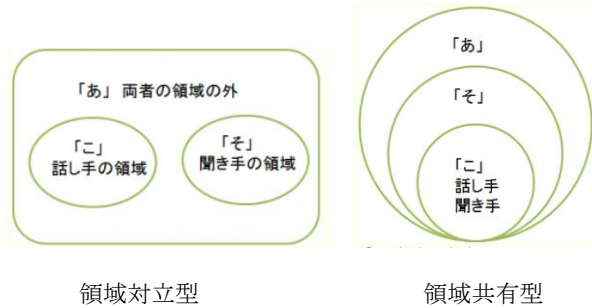 「あ」両者の領域の外
「こ」
話し手の領域
「そ」
聞き手の領域
「あ」
「そ」
「こ」
話し手
聞き手
領域対立型
領域共有型